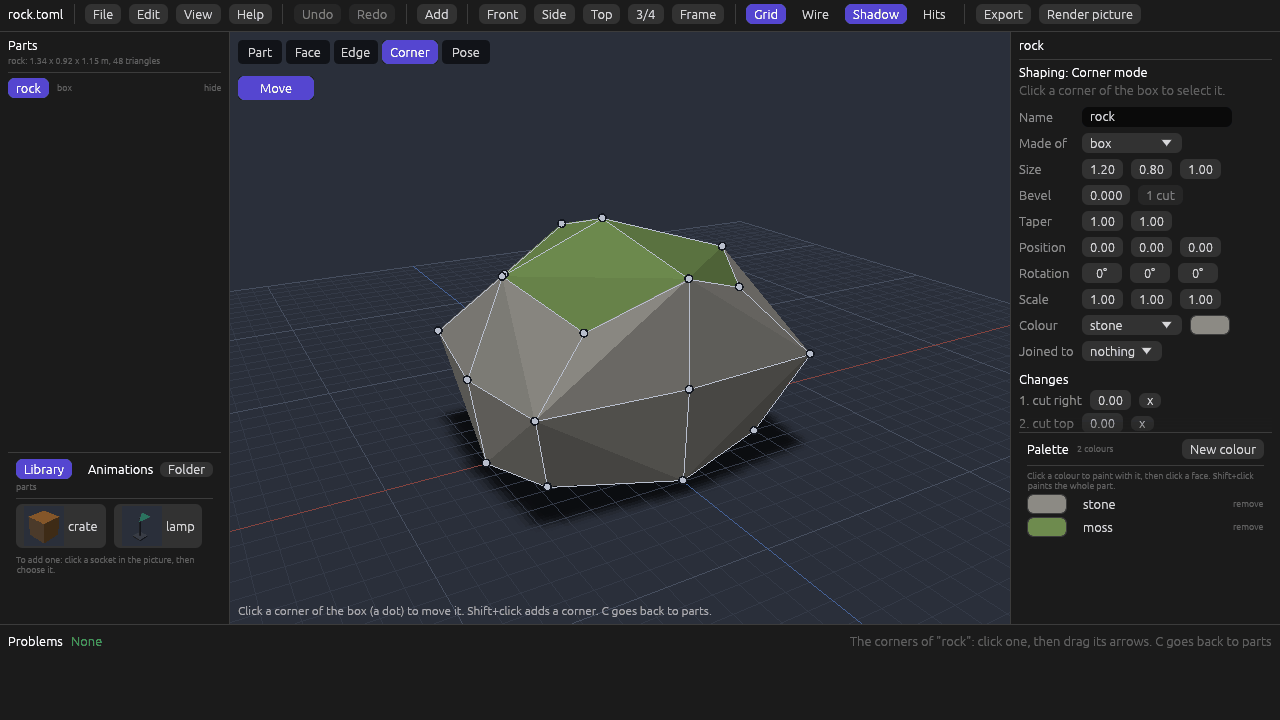 rock.toml File Edit View Help Undo Redo Add Front Side Top 3/4 Frame Grid Wire Shadow Hits Export Render picture
Parts
rock: 1.34 x 0.92 x 1.15 m, 48 triangles
rock box hide
Library Animations Folder
parts
crate lamp
To add one: click a socket in the picture, then
choose it.
Part Face Edge Corner Pose
Move
Click a corner of the box (a dot) to move it. Shift+click adds a corner. C goes back to parts.
rock
Shaping: Corner mode
Click a corner of the box to select it.
Name rock
Made of box
Size 1.20 0.80 1.00
Bevel 0.000 1 cut
Taper 1.00 1.00
Position 0.00 0.00 0.00
Rotation 0° 0° 0°
Scale 1.00 1.00 1.00
Colour stone
Joined to nothing
Changes
1. cut right 0.00 x
2. cut top 0.00 x
Palette 2 colours New colour
Click a colour to paint with it, then click a face. Shift+click
paints the whole part.
stone remove
moss remove
Problems None
The corners of "rock": click one, then drag its arrows. C goes back to parts